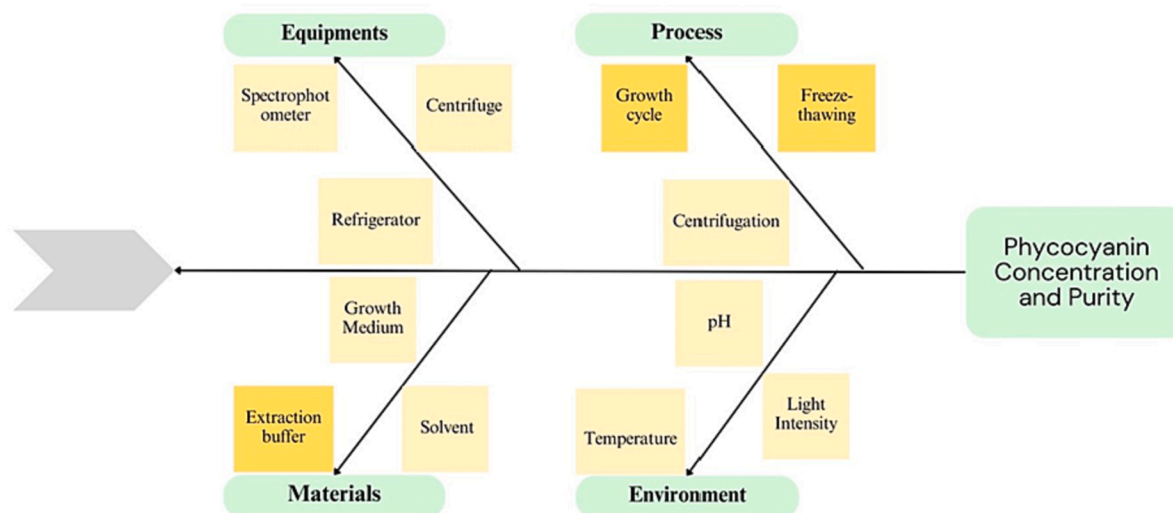 Equipments
Process
Spectrophot
ometer
Centrifuge
Growth
cycle
Freeze-
thawing
Refrigerator
Centrifugation
Phycocyanin
Concentration
and Purity
Growth
Medium
pH
Extraction
buffer
Solvent
Temperature
Light
Intensity
Materials
Environment